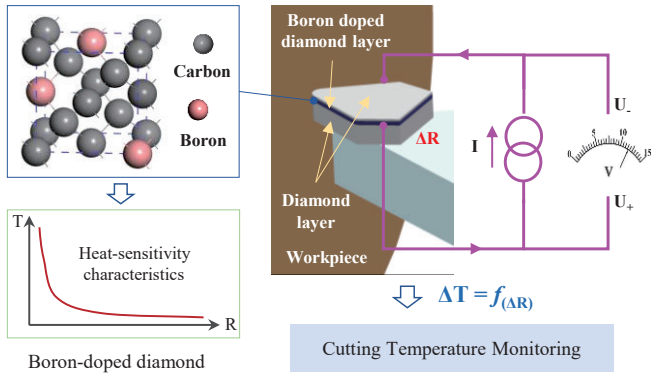 Carbon
Boron
T
Heat-sensitivity
characteristics
R
Boron-doped diamond
Boron doped
diamond layer
ΔR
Diamond
layer
Workpiece
I
U-
0 5 10 15
V
U+
ΔT = f(ΔR)
Cutting Temperature Monitoring